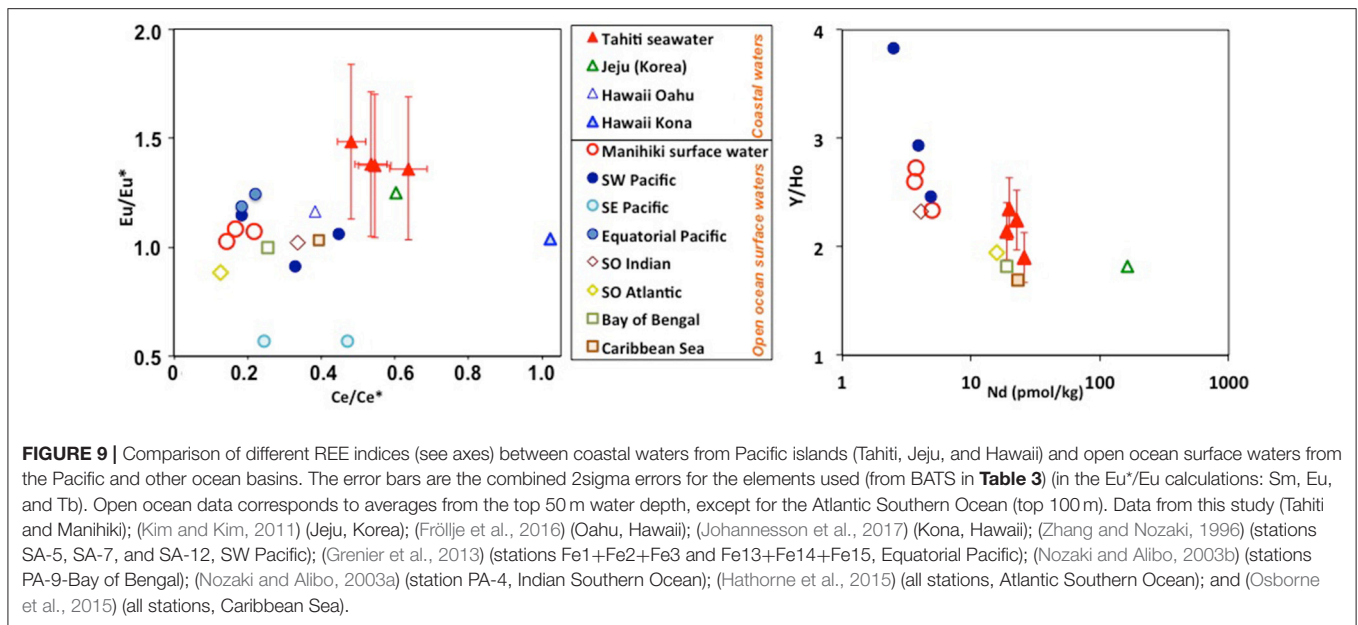 2.0
1.5
1.0
0.5
Eu/Eu*
0
0.2
0.4
0.6
0.8
1.0
Ce/Ce*
Tahiti seawater
Jeju (Korea)
Hawaii Oahu
Hawaii Kona
Coastal waters
Manihiki surface water
SW Pacific
SE Pacific
Equatorial Pacific
SO Indian
SO Atlantic
Bay of Bengal
Caribbean Sea
Open ocean surface waters
4
3
2
1
Y/Ho
1
10
100
1000
Nd (pmol/kg)
FIGURE 9 | Comparison of different REE indices (see axes) between coastal waters from Pacific islands (Tahiti, Jeju, and Hawaii) and open ocean surface waters from
the Pacific and other ocean basins. The error bars are the combined 2sigma errors for the elements used (from BATS in Table 3) (in the Eu*/Eu calculations: Sm, Eu,
and Tb). Open ocean data corresponds to averages from the top 50 m water depth, except for the Atlantic Southern Ocean (top 100 m). Data from this study (Tahiti
and Manihiki); (Kim and Kim, 2011) (Jeju, Korea); (Fröllje et al., 2016) (Oahu, Hawaii); (Johannesson et al., 2017) (Kona, Hawaii); (Zhang and Nozaki, 1996) (stations
SA-5, SA-7, and SA-12, SW Pacific); (Grenier et al., 2013) (stations Fe1+Fe2+Fe3 and Fe13+Fe14+Fe15, Equatorial Pacific); (Nozaki and Alibo, 2003b) (stations
PA-9-Bay of Bengal); (Nozaki and Alibo, 2003a) (station PA-4, Indian Southern Ocean); (Hathorne et al., 2015) (all stations, Atlantic Southern Ocean); and (Osborne
et al., 2015) (all stations, Caribbean Sea).